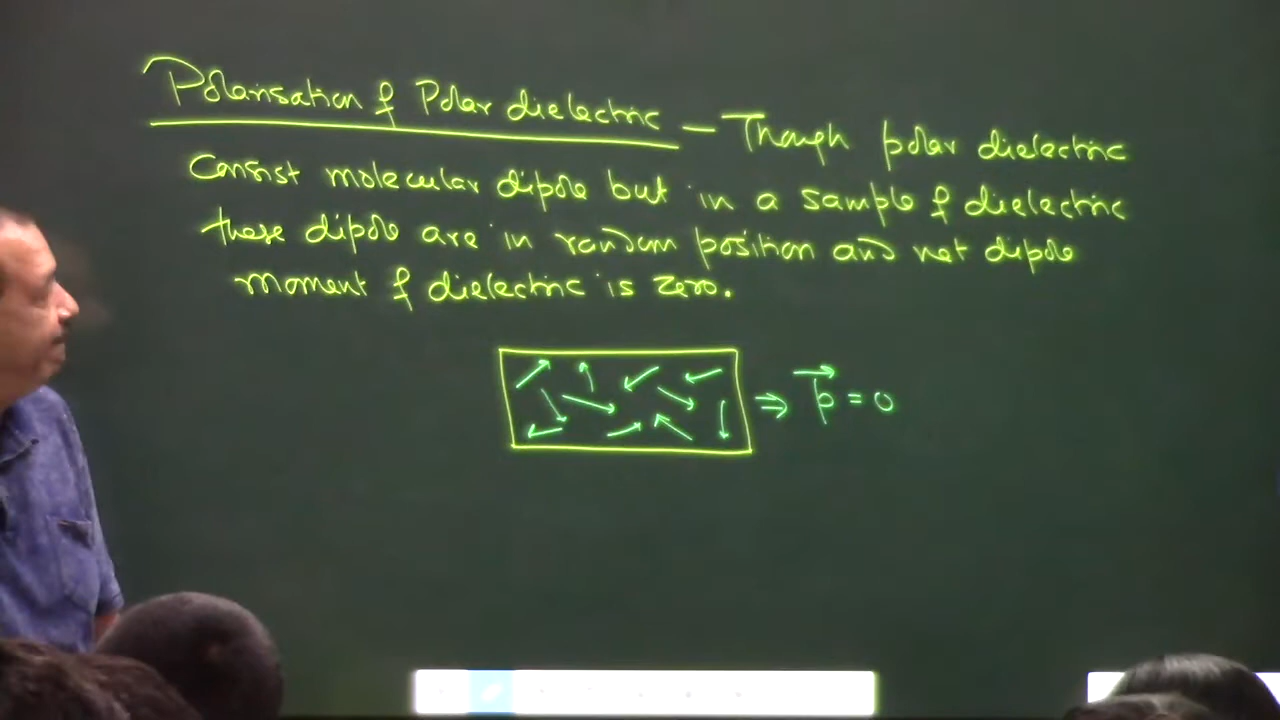 Polarisation of Polar dielectric — Though polar dielectric
Consist molecular dipole but in a sample of dielectric
these dipole are in random position and net dipole
moment of dielectric is zero.
⇒ p⃗ = 0